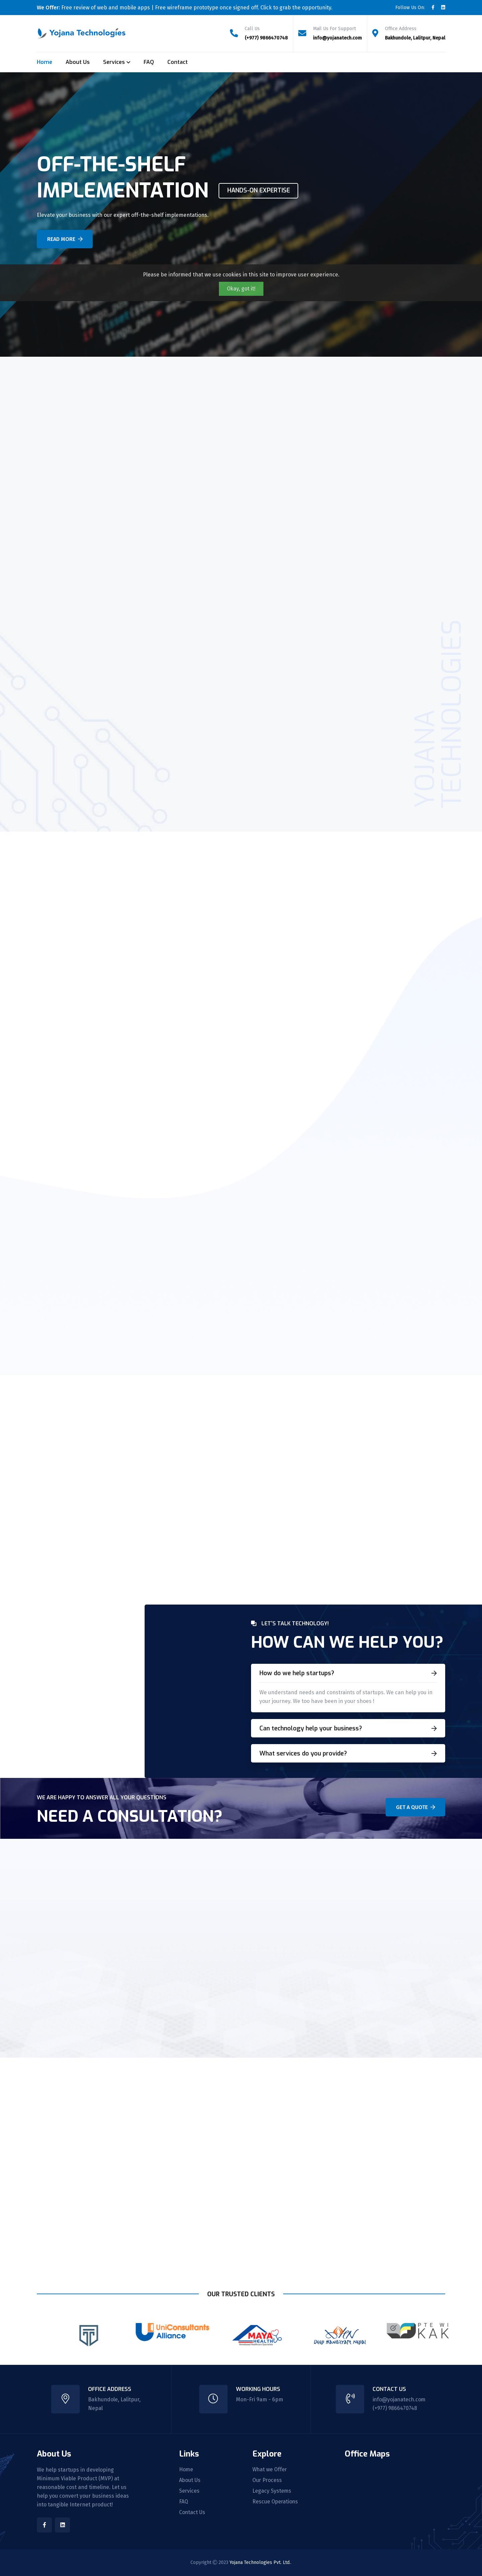 We Offer: Free review of web and mobile apps | Free wireframe prototype once signed off. Click to grab the opportunity.
Follow Us On:
Yojana Technologies
Call Us
(+977) 9866470748
Mail Us For Support
info@yojanatech.com
Office Address
Bakhundole, Lalitpur, Nepal
Home
About Us
Services
FAQ
Contact
OFF-THE-SHELF
IMPLEMENTATION
HANDS-ON EXPERTISE
Elevate your business with our expert off-the-shelf implementations.
READ MORE
Please be informed that we use cookies in this site to improve user experience.
Okay, got it!
YOJANA
TECHNOLOGIES
LET'S TALK TECHNOLOGY!
HOW CAN WE HELP YOU?
How do we help startups?
We understand needs and constraints of startups. We can help you in
your journey. We too have been in your shoes !
Can technology help your business?
What services do you provide?
WE ARE HAPPY TO ANSWER ALL YOUR QUESTIONS
NEED A CONSULTATION?
GET A QUOTE
OUR TRUSTED CLIENTS
UniConsultants
Alliance
MAYA
HEALTH
Deep Handicraft Nepal
PTE WI
KAK
OFFICE ADDRESS
Bakhundole, Lalitpur,
Nepal
WORKING HOURS
Mon-Fri 9am - 6pm
CONTACT US
info@yojanatech.com
(+977) 9866470748
About Us
We help startups in developing
Minimum Viable Product (MVP) at
reasonable cost and timeline. Let us
help you convert your business ideas
into tangible Internet product!
Links
Home
About Us
Services
FAQ
Contact Us
Explore
What we Offer
Our Process
Legacy Systems
Rescue Operations
Office Maps
Copyright © 2023 Yojana Technologies Pvt. Ltd.